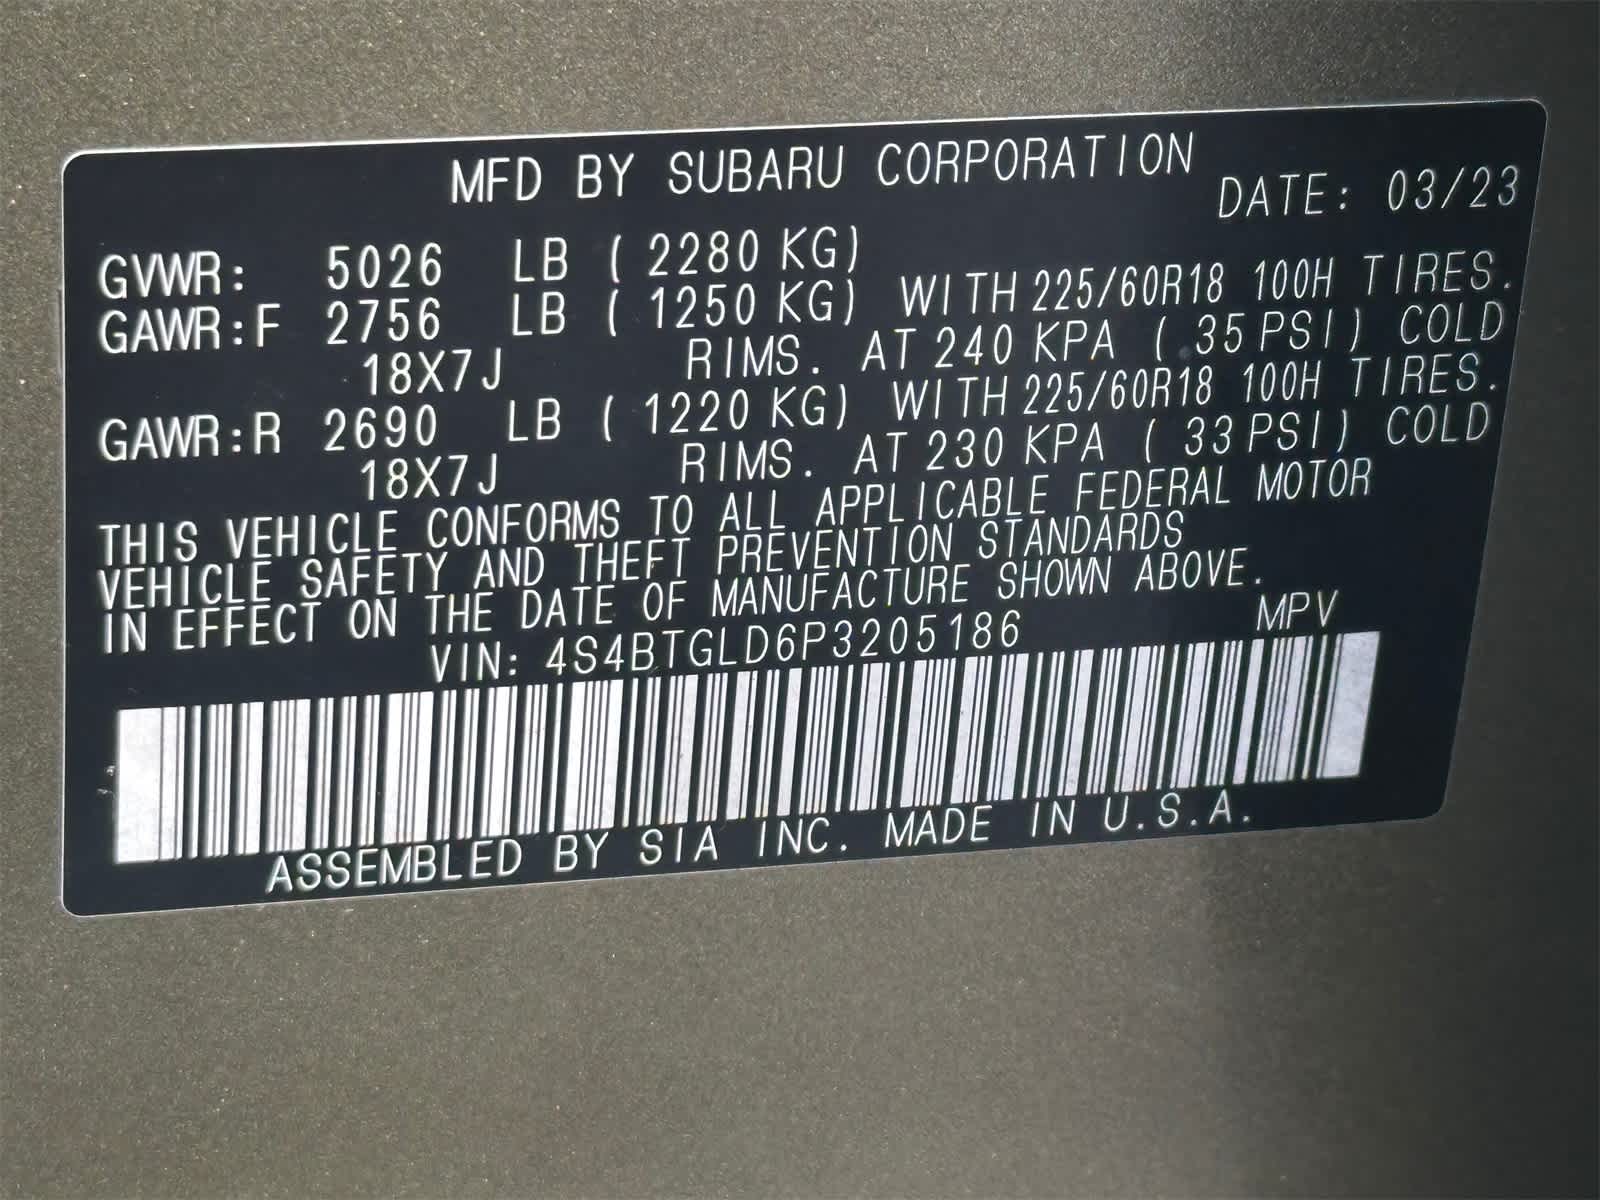 MFD BY SUBARU CORPORATION
DATE: 03/23
GVWR: 5026 LB ( 2280 KG)
GAWR:F 2756 LB ( 1250 KG) WITH 225/60R18 100H TIRES.
18X7J RIMS. AT 240 KPA ( 35 PSI) COLD
GAWR:R 2690 LB ( 1220 KG) WITH 225/60R18 100H TIRES.
18X7J RIMS. AT 230 KPA ( 33 PSI) COLD
THIS VEHICLE CONFORMS TO ALL APPLICABLE FEDERAL MOTOR
VEHICLE SAFETY AND THEFT PREVENTION STANDARDS
IN EFFECT ON THE DATE OF MANUFACTURE SHOWN ABOVE.
VIN: 4S4BTGLD6P3205186 MPV
ASSEMBLED BY SIA INC. MADE IN U.S.A.